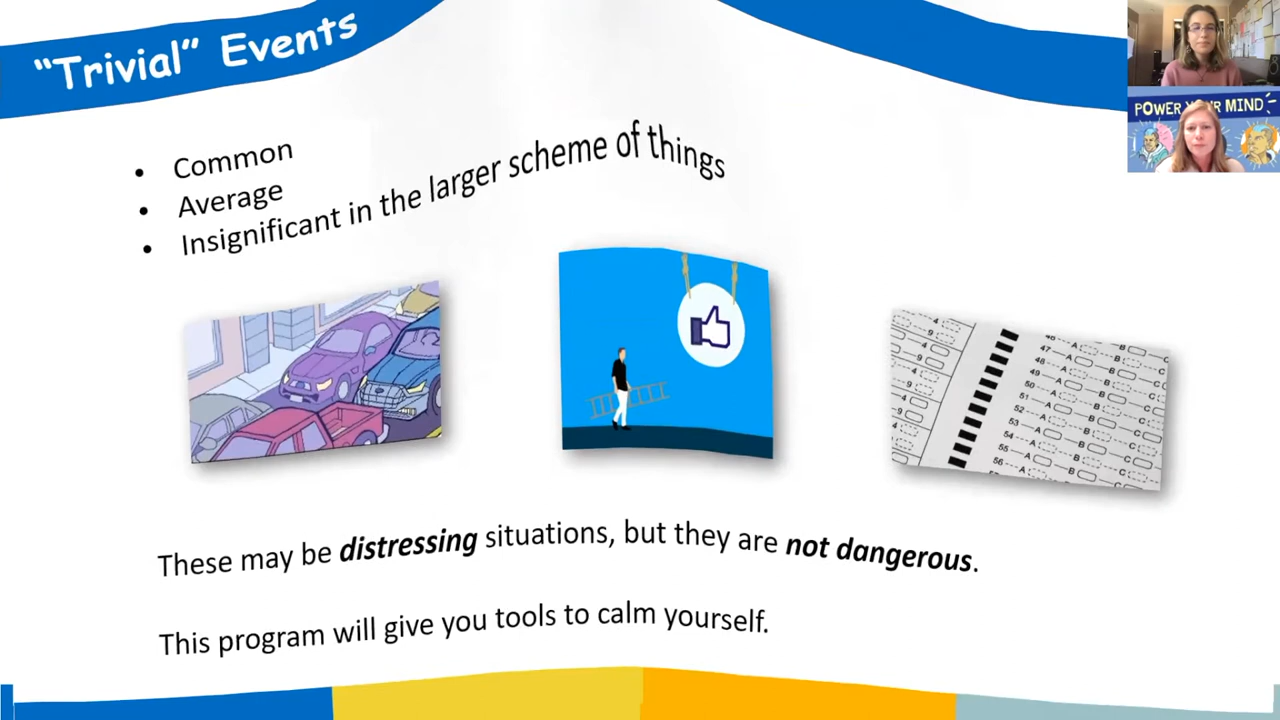 "Trivial" Events
POWER YOUR MIND
• Common
• Average
• Insignificant in the larger scheme of things
These may be distressing situations, but they are not dangerous.
This program will give you tools to calm yourself.